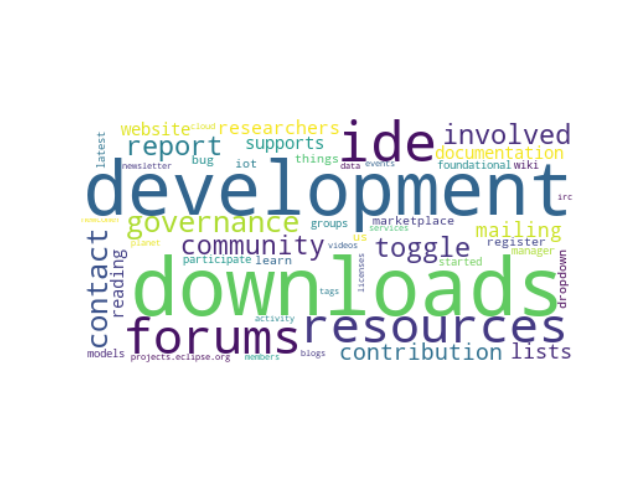 website cloud researchers ide involved
latest report supports documentation
bug iot things data events foundational wiki
newsletter
development irc
governance groups marketplace mailing
planet community videos us services toggle register manager
contact reading participate learn started dropdown
downloads licenses
tags
forums activity resources
models projects.eclipse.org members blogs contribution lists